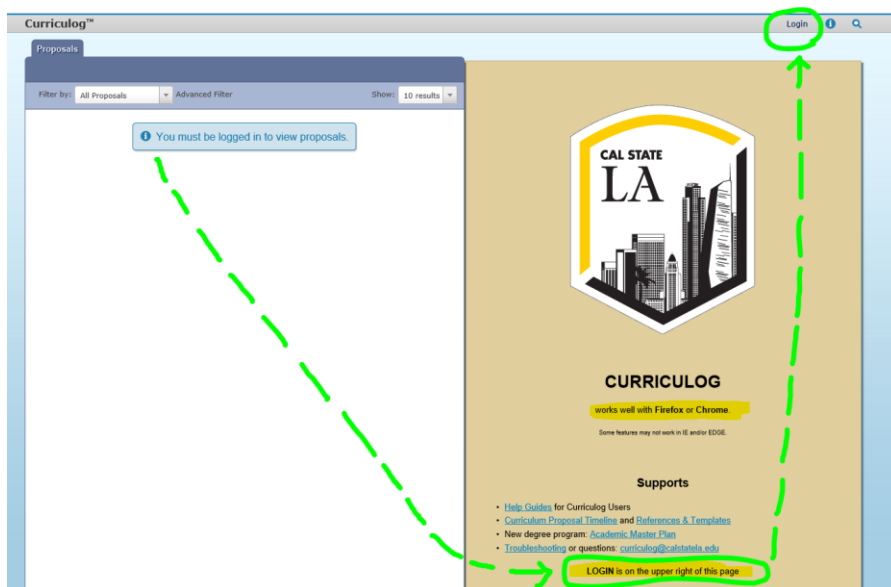 Curriculog™
Login
Proposals
Filter by: All Proposals Advanced Filter Show: 10 results
You must be logged in to view proposals.
CAL STATE
LA
CURRICULOG
works well with Firefox or Chrome.
Some features may not work in IE and/or EDGE.
Supports
• Help Guides for Curriculog Users
• Curriculum Proposal Timeline and References & Templates
• New degree program: Academic Master Plan
• Troubleshooting or questions: curriculog@calstatela.edu
LOGIN is on the upper right of this page